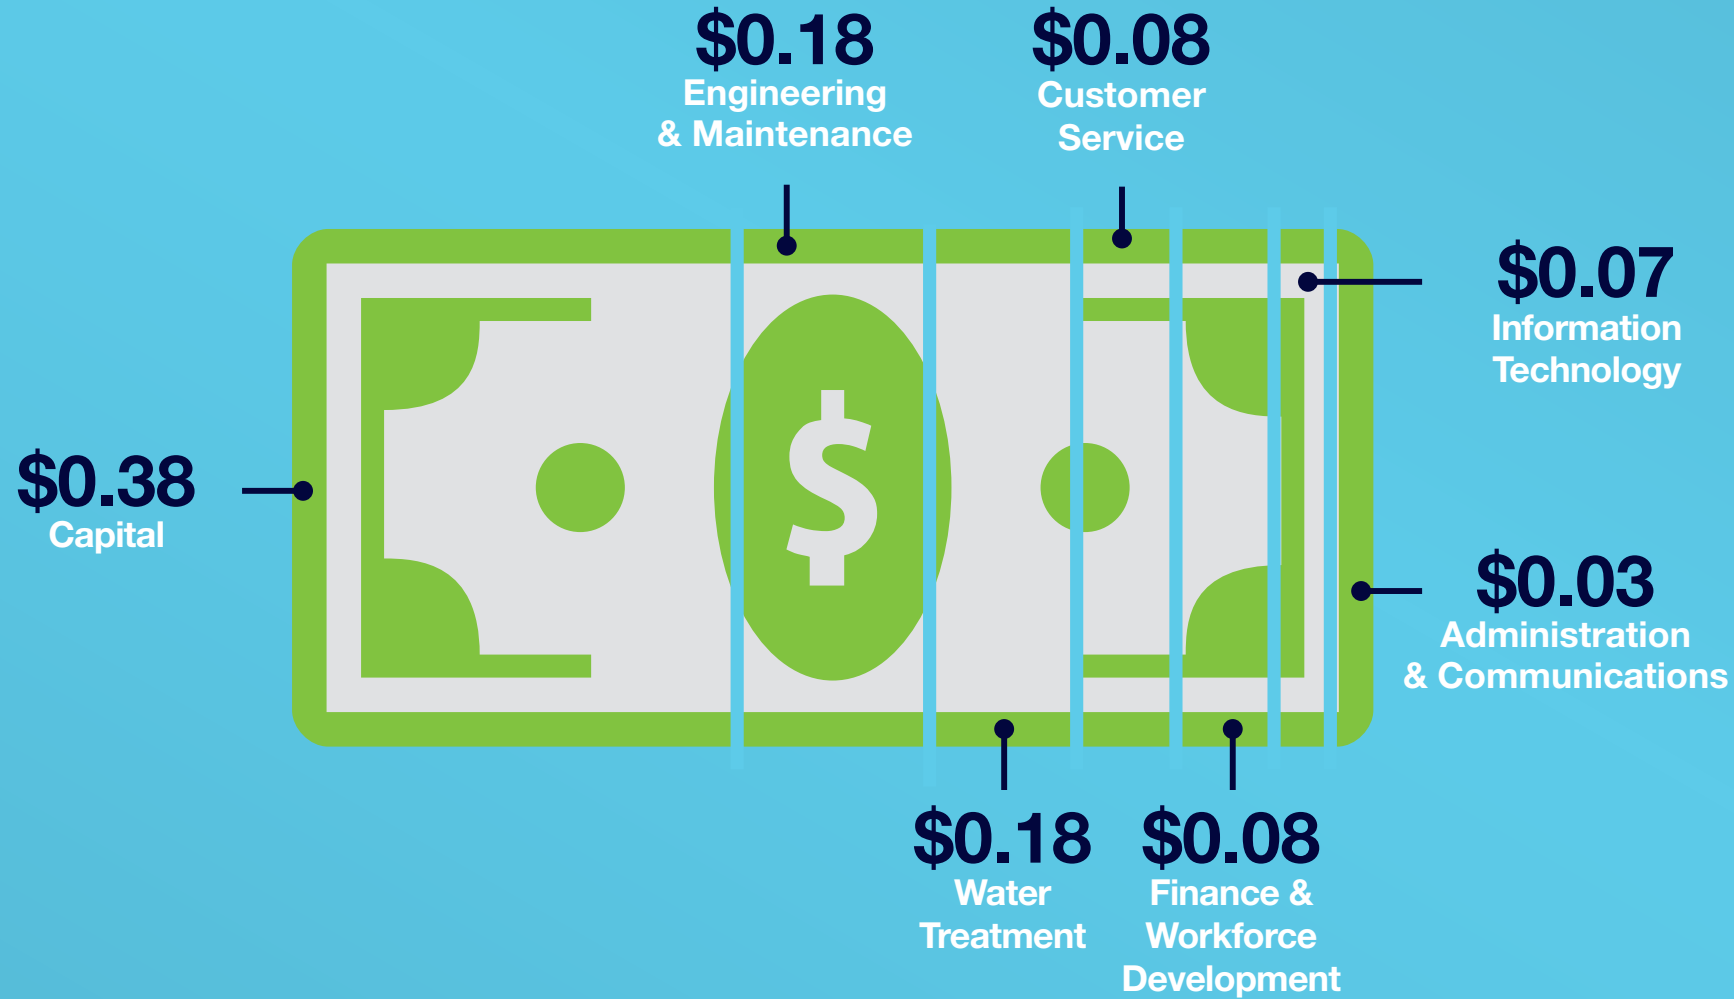 $0.18
Engineering
& Maintenance
$0.08
Customer
Service
$0.07
Information
Technology
$0.38
Capital
$
$0.03
Administration
& Communications
$0.18
Water
Treatment
$0.08
Finance &
Workforce
Development